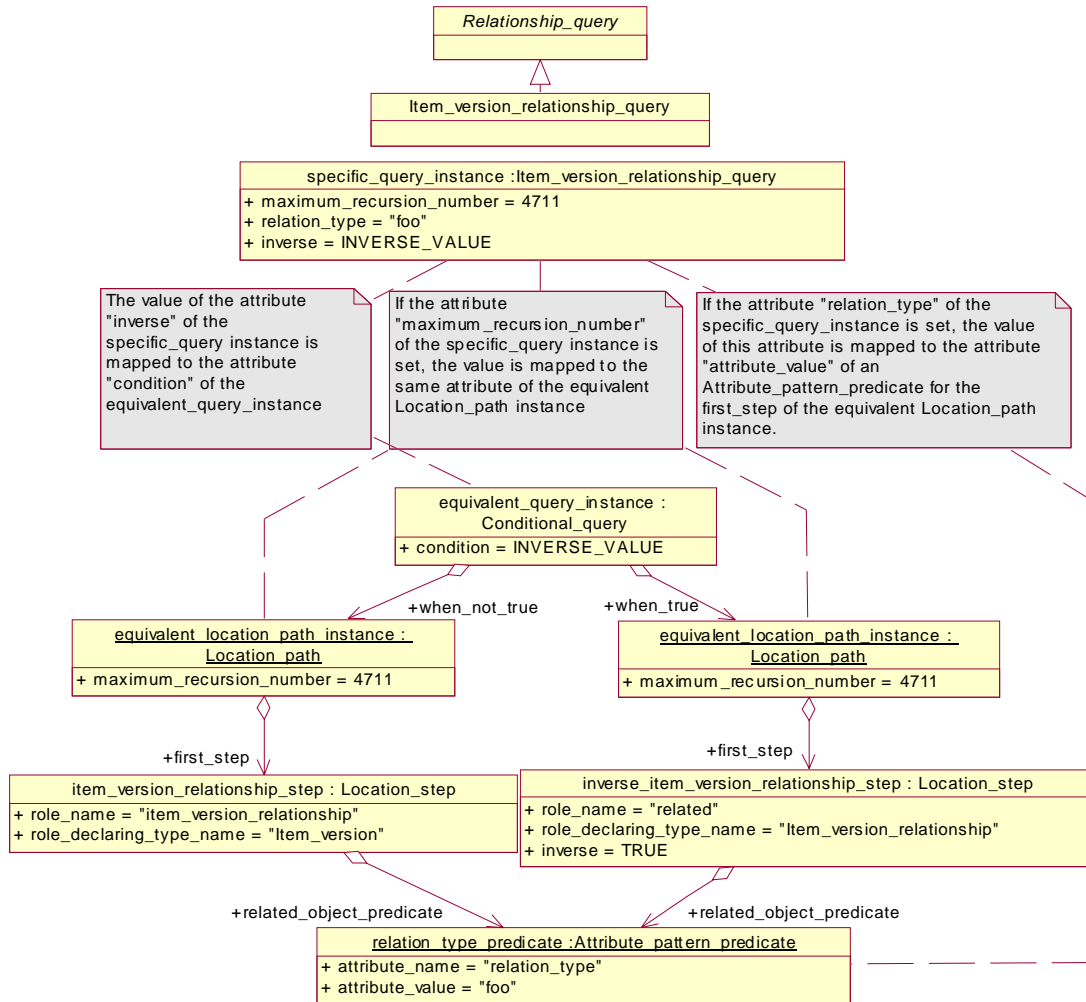 Relationship_query
Item_version_relationship_query
specific_query_instance :Item_version_relationship_query
+ maximum_recursion_number = 4711
+ relation_type = "foo"
+ inverse = INVERSE_VALUE
The value of the attribute
"inverse" of the
specific_query instance is
mapped to the attribute
"condition" of the
equivalent_query_instance
If the attribute
"maximum_recursion_number"
of the specific_query instance is
set, the value is mapped to the
same attribute of the equivalent
Location_path instance
If the attribute "relation_type" of the
specific_query_instance is set, the value
of this attribute is mapped to the attribute
"attribute_value" of an
Attribute_pattern_predicate for the
first_step of the equivalent Location_path
instance.
equivalent_query_instance :
Conditional_query
+ condition = INVERSE_VALUE
+when_not_true
+when_true
equivalent_location_path_instance :
Location_path
+ maximum_recursion_number = 4711
equivalent_location_path_instance :
Location_path
+ maximum_recursion_number = 4711
+first_step
+first_step
item_version_relationship_step : Location_step
+ role_name = "item_version_relationship"
+ role_declaring_type_name = "Item_version"
inverse_item_version_relationship_step : Location_step
+ role_name = "related"
+ role_declaring_type_name = "Item_version_relationship"
+ inverse = TRUE
+related_object_predicate
+related_object_predicate
relation_type_predicate :Attribute_pattern_predicate
+ attribute_name = "relation_type"
+ attribute_value = "foo"